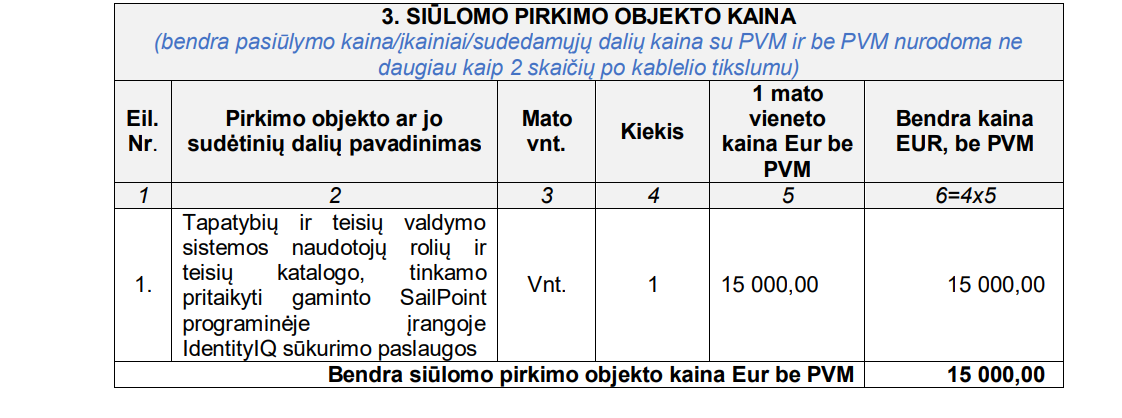 3. SIŪLOMO PIRKIMO OBJEKTO KAINA
(bendra pasiūlymo kaina/įkainiai/sudedamųjų dalių kaina su PVM ir be PVM nurodoma ne
daugiau kaip 2 skaičių po kablelio tikslumu)
Eil.
Nr.
Pirkimo objekto ar jo
sudėtinių dalių pavadinimas
Mato
vnt.
Kiekis
1 mato
vieneto
kaina Eur be
PVM
Bendra kaina
EUR, be PVM
1 2 3 4 5 6=4x5
1.
Tapatybių ir teisių valdymo
sistemos naudotojų rolių ir
teisių katalogo, tinkamo
pritaikyti gaminto SailPoint
programinėje įrangoje
IdentityIQ sūkurimo paslaugos
Vnt.
1
15 000,00
15 000,00
Bendra siūlomo pirkimo objekto kaina Eur be PVM 15 000,00